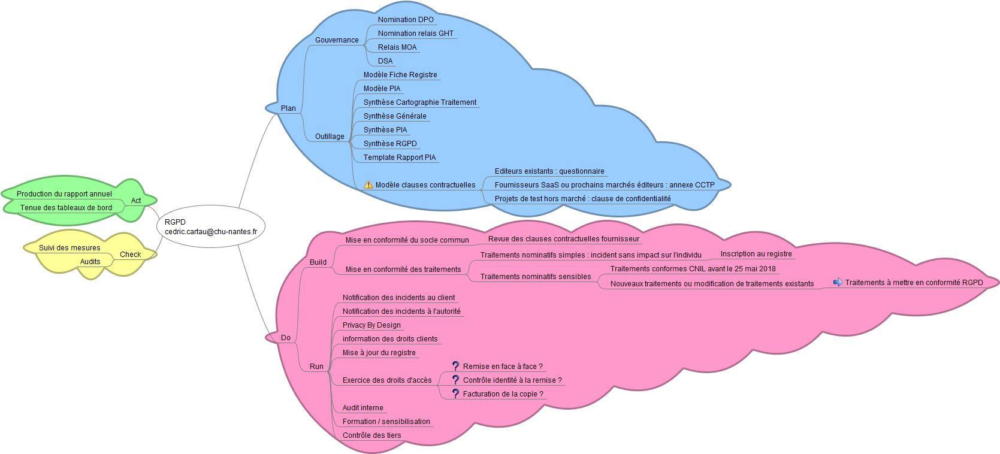 RGPD
cedric.cartau@chu-nantes.fr
Plan
Gouvernance
Nomination DPO
Nomination relais GHT
Relais MOA
DSA
Outillage
Modèle Fiche Registre
Modèle PIA
Synthèse Cartographie Traitement
Synthèse Générale
Synthèse PIA
Synthèse RGPD
Template Rapport PIA
Modèle clauses contractuelles
Editeurs existants : questionnaire
Fournisseurs SaaS ou prochains marchés éditeurs : annexe CCTP
Projets de test hors marché : clause de confidentialité
Do
Build
Mise en conformité du socle commun
Revue des clauses contractuelles fournisseur
Mise en conformité des traitements
Traitements nominatifs simples : incident sans impact sur l'individu
Inscription au registre
Traitements nominatifs sensibles
Traitements conformes CNIL avant le 25 mai 2018
Nouveaux traitements ou modification de traitements existants
Traitements à mettre en conformité RGPD
Run
Notification des incidents au client
Notification des incidents à l'autorité
Privacy By Design
information des droits clients
Mise à jour du registre
Exercice des droits d'accès
? Remise en face à face ?
? Contrôle identité à la remise ?
? Facturation de la copie ?
Audit interne
Formation / sensibilisation
Contrôle des tiers
Act
Production du rapport annuel
Tenue des tableaux de bord
Check
Suivi des mesures
Audits